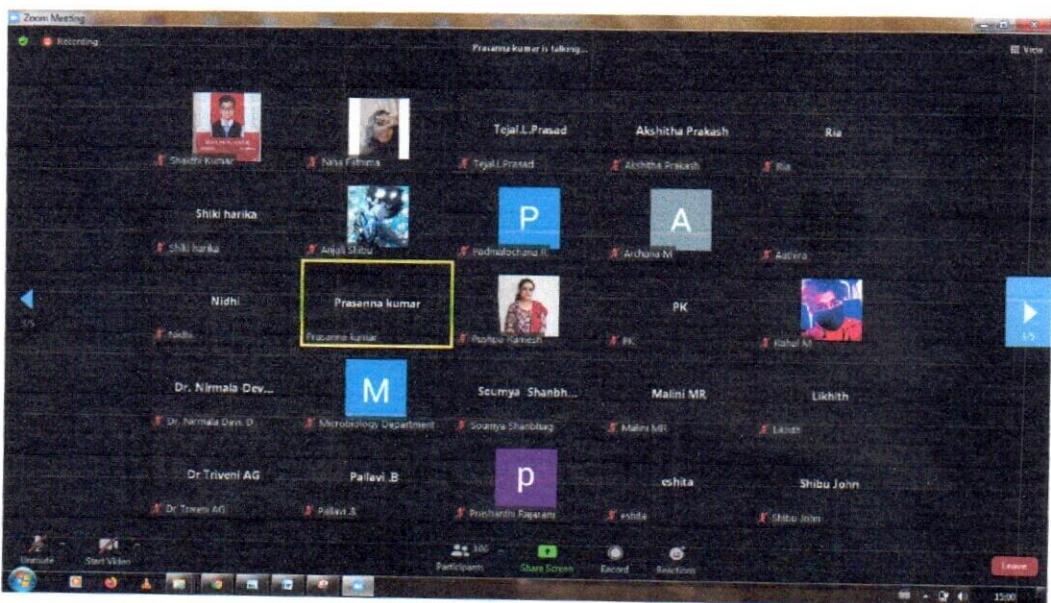 Zoom Meeting
Recording
Prasanna kumar is talking...
View
Shakthi Kumar
Nina Fathima
Tejal.L.Prasad
Tejal.L.Prasad
Akshitha Prakash
Akshitha Prakash
Ria
Ria
Shiki harika
Shiki harika
Anjali Shibu
P
Padmalochana R
A
Archana M
Aathira
Nidhi
Nidhi
Prasanna kumar
Prasanna kumar
Pushpa Ramesh
PK
PK
Rahul M
Dr. Nirmala Dev...
Dr. Nirmala Devi. D
M
Microbiology Department
Soumya Shanbh...
Soumya Shanbhag
Malini MR
Malini MR
Likhith
Likhith
Dr Triveni AG
Dr Triveni AG
Pallavi .B
Pallavi .B
p
Prashanthi Rajaram
eshita
eshita
Shibu John
Shibu John
Unmute
Start Video
Participants
Share Screen
Record
Reactions
Leave
15:00